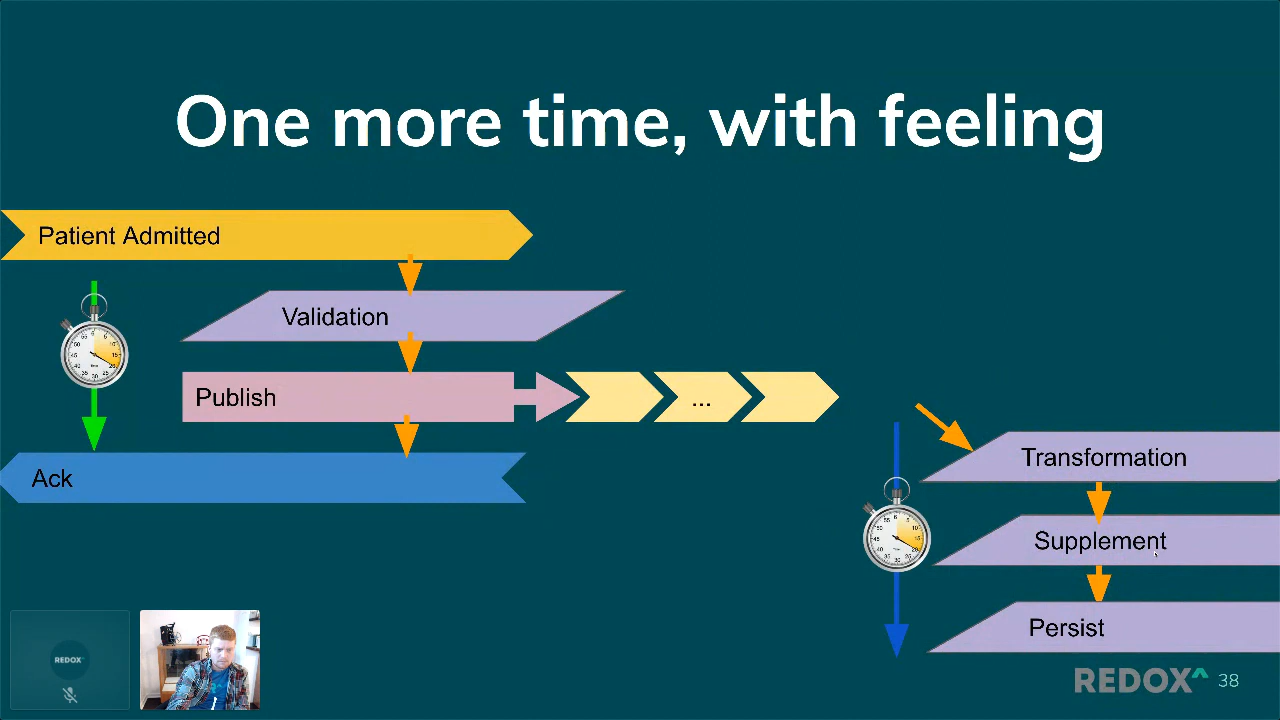 One more time, with feeling
Patient Admitted
Validation
Publish
...
Ack
Transformation
Supplement
Persist
REDOX
REDOX^ 38